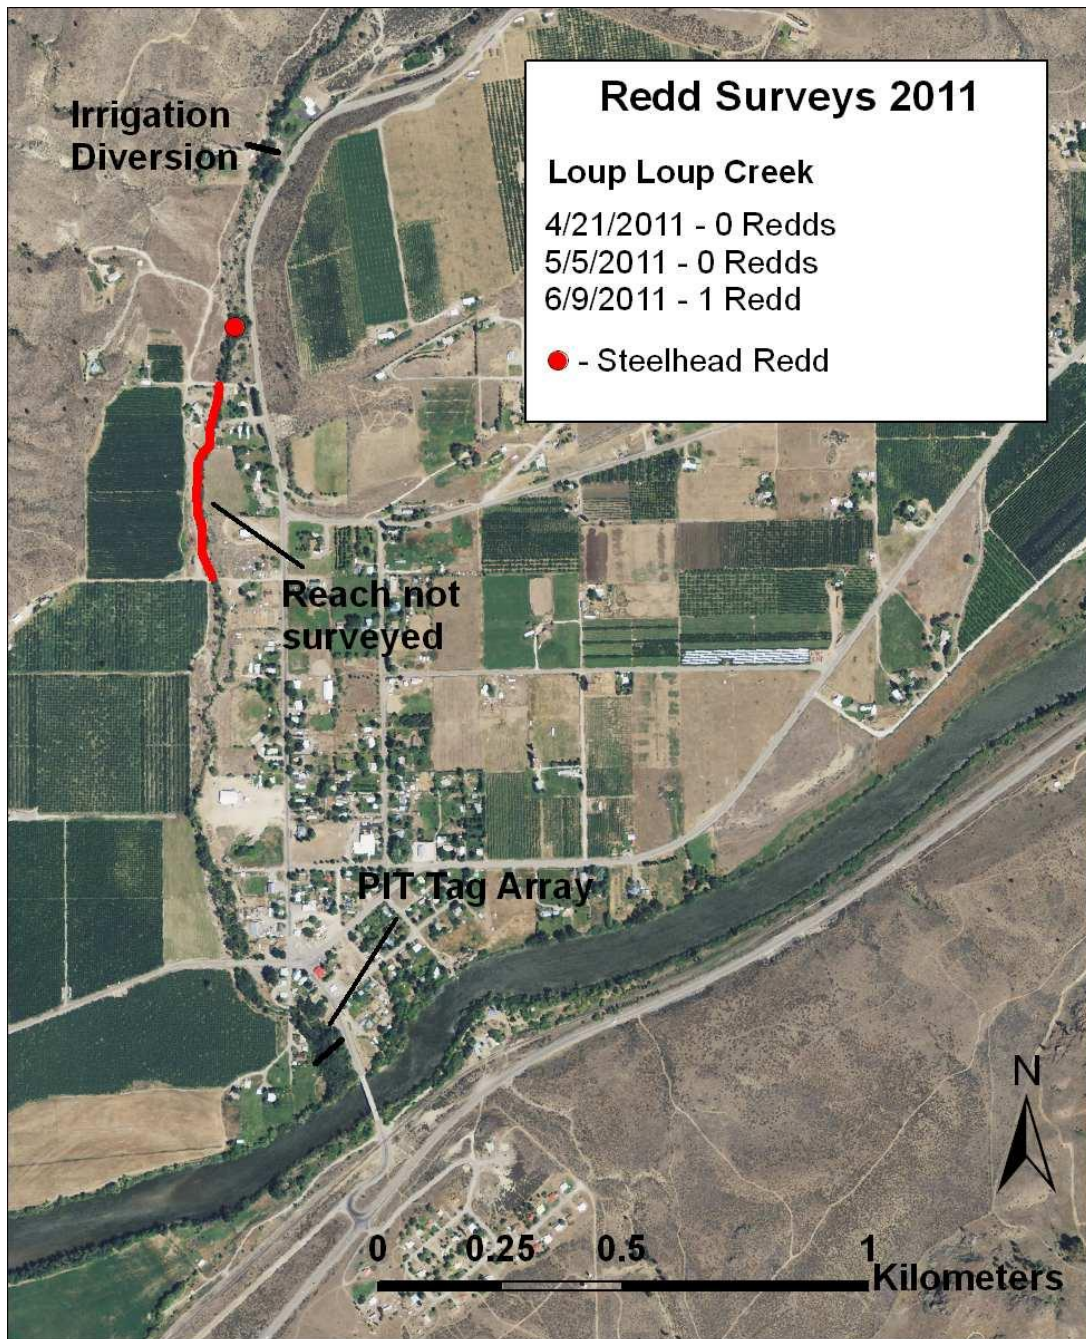 Irrigation
Diversion
Redd Surveys 2011
Loup Loup Creek
4/21/2011 - 0 Redds
5/5/2011 - 0 Redds
6/9/2011 - 1 Redd
- Steelhead Redd
Reach not
surveyed
PIT Tag Array
N
0 0.25 0.5 1
Kilometers